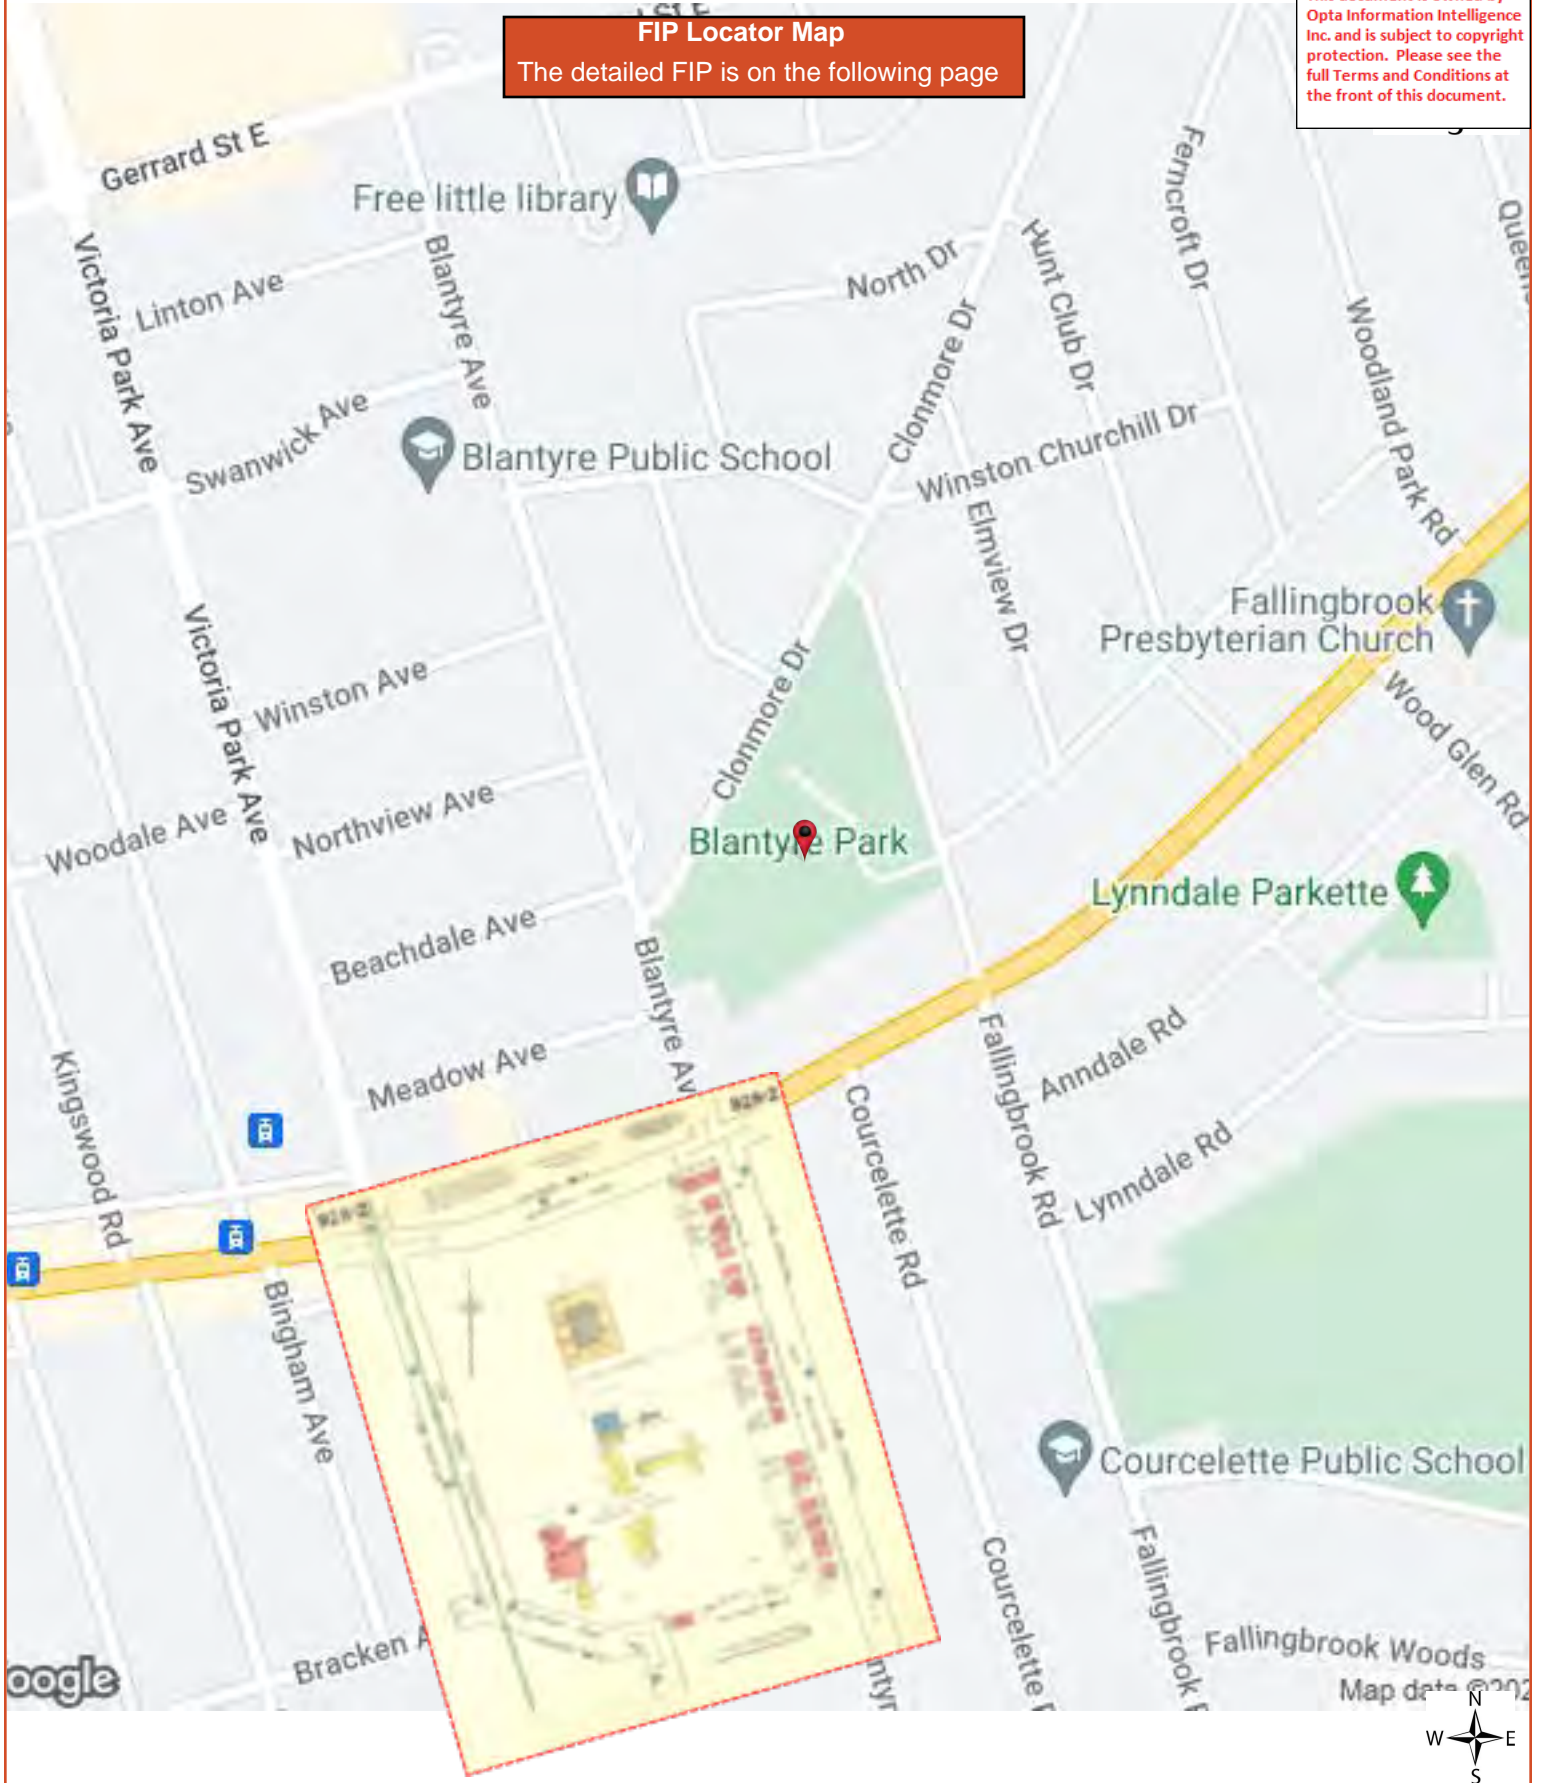 FIP Locator Map
The detailed FIP is on the following page
Opta Information Intelligence
Inc. and is subject to copyright
protection. Please see the
full Terms and Conditions at
the front of this document.
Gerrard St E
Free little library
Ferncroft Dr
Victoria Park Ave
Linton Ave
Blantyre Ave
North Dr
Hunt Club Dr
Clonmore Dr
Woodland Park Rd
Swanwick Ave
Blantyre Public School
Winston Churchill Dr
Elmview Dr
Fallingbrook
Presbyterian Church
Victoria Park Ave
Winston Ave
Clonmore Dr
Wood Glen Rd
Woodale Ave
Northview Ave
Blantyre Park
Lynndale Parkette
Beachdale Ave
Blantyre Av
Meadow Ave
Kingswood Rd
Fallingbrook Rd
Anndale Rd
Courcelette Rd
Lynndale Rd
Bingham Ave
Courcelette Public School
Courcelette
Fallingbrook
Fallingbrook Woods
Bracken
oogle
Map data ©202
N
W
E
S